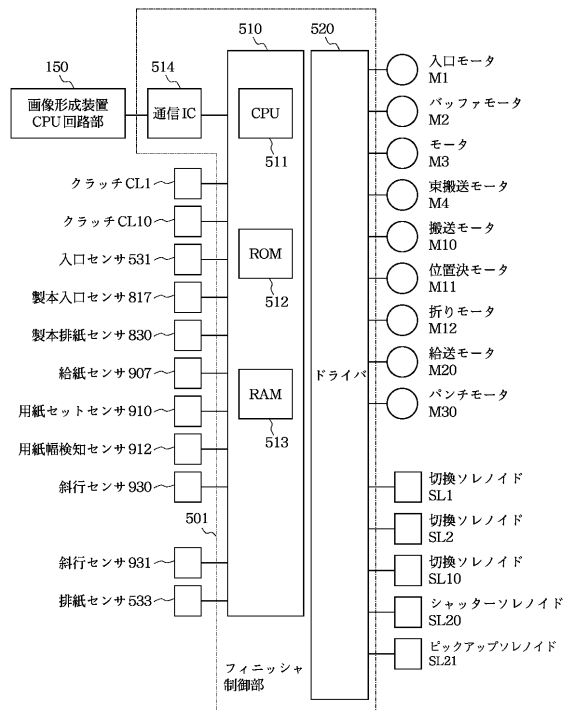 510
520
150
514
画像形成装置
CPU回路部
通信IC
CPU
511
ROM
512
RAM
513
クラッチCL1
クラッチCL10
入口センサ531
製本入口センサ817
製本排紙センサ830
給紙センサ907
用紙セットセンサ910
用紙幅検知センサ912
斜行センサ930
501
斜行センサ931
排紙センサ533
フィニッシャ
制御部
ドライバ
入口モータ
M1
バッファモータ
M2
モータ
M3
束搬送モータ
M4
搬送モータ
M10
位置決モータ
M11
折りモータ
M12
給送モータ
M20
パンチモータ
M30
切換ソレノイド
SL1
切換ソレノイド
SL2
切換ソレノイド
SL10
シャッターソレノイド
SL20
ピックアップソレノイド
SL21